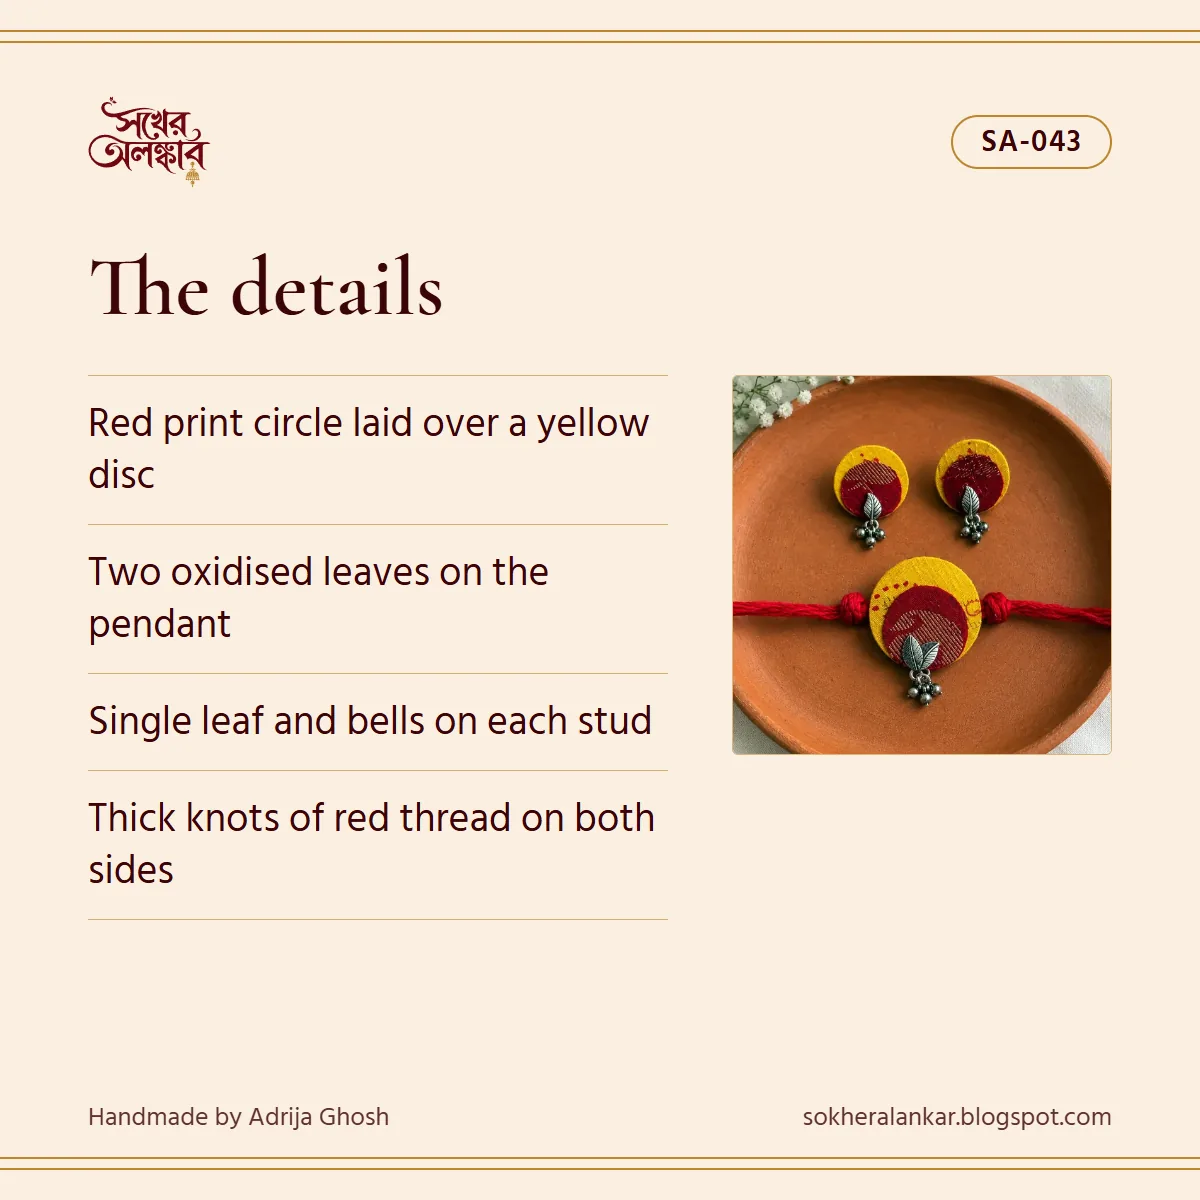 সখের
অলঙ্কার
SA-043
The details
Red print circle laid over a yellow
disc
Two oxidised leaves on the
pendant
Single leaf and bells on each stud
Thick knots of red thread on both
sides
Handmade by Adrija Ghosh
sokheralankar.blogspot.com